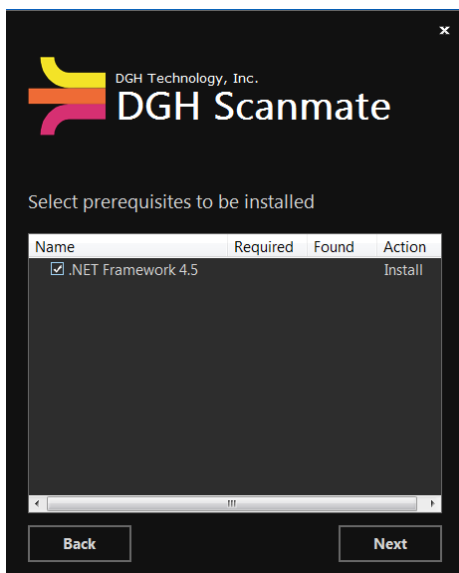 x
DGH Technology, Inc.
DGH Scanmate
Select prerequisites to be installed
Name Required Found Action
.NET Framework 4.5 Install
Back Next